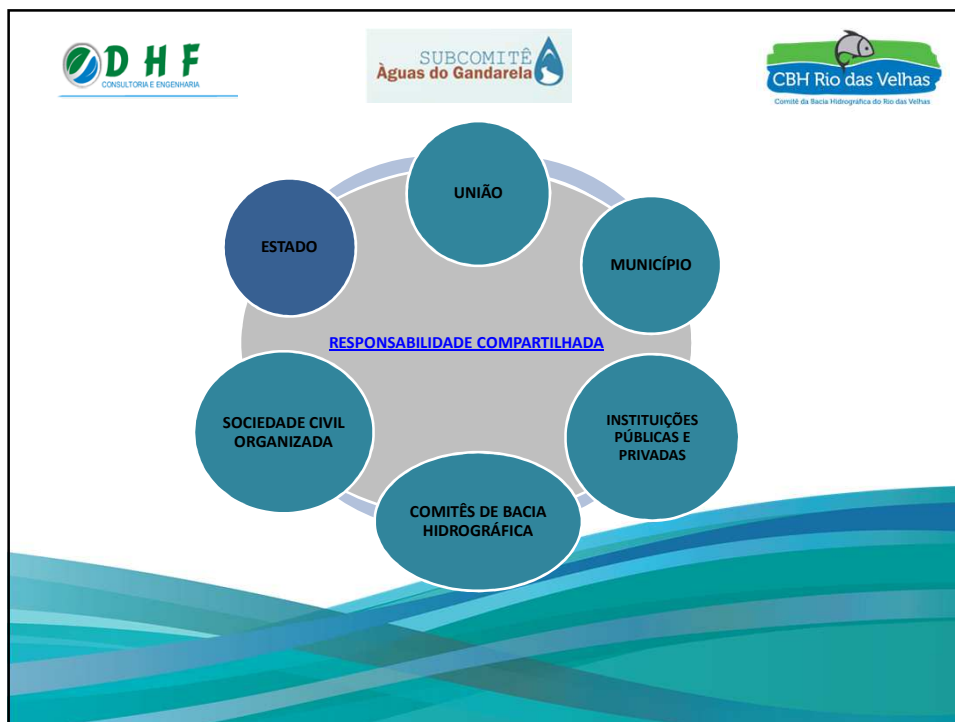 DHF
CONSULTORIA E ENGENHARIA
SUBCOMITÊ
Àguas do Gandarela
CBH Rio das Velhas
Comitê da Bacia Hidrográfica do Rio das Velhas
UNIÃO
ESTADO
MUNICÍPIO
RESPONSABILIDADE COMPARTILHADA
SOCIEDADE CIVIL
ORGANIZADA
INSTITUIÇÕES
PÚBLICAS E
PRIVADAS
COMITÊS DE BACIA
HIDROGRÁFICA